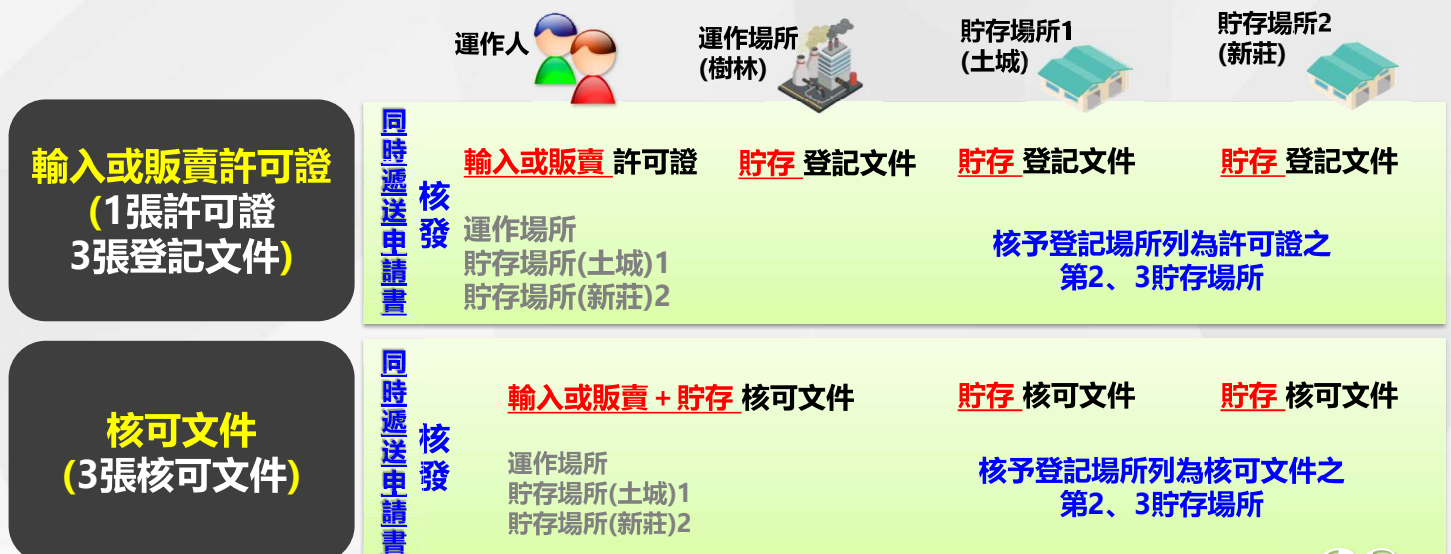 運作人
運作場所
(樹林)
貯存場所1
(土城)
貯存場所2
(新莊)
輸入或販賣許可證
(1張許可證
3張登記文件)
同時遞送申請書
核發
輸入或販賣 許可證
貯存 登記文件
貯存 登記文件
貯存 登記文件
運作場所
貯存場所(土城)1
貯存場所(新莊)2
核予登記場所列為許可證之
第2、3貯存場所
核可文件
(3張核可文件)
同時遞送申請書
核發
輸入或販賣 + 貯存 核可文件
貯存 核可文件
貯存 核可文件
運作場所
貯存場所(土城)1
貯存場所(新莊)2
核予登記場所列為核可文件之
第2、3貯存場所